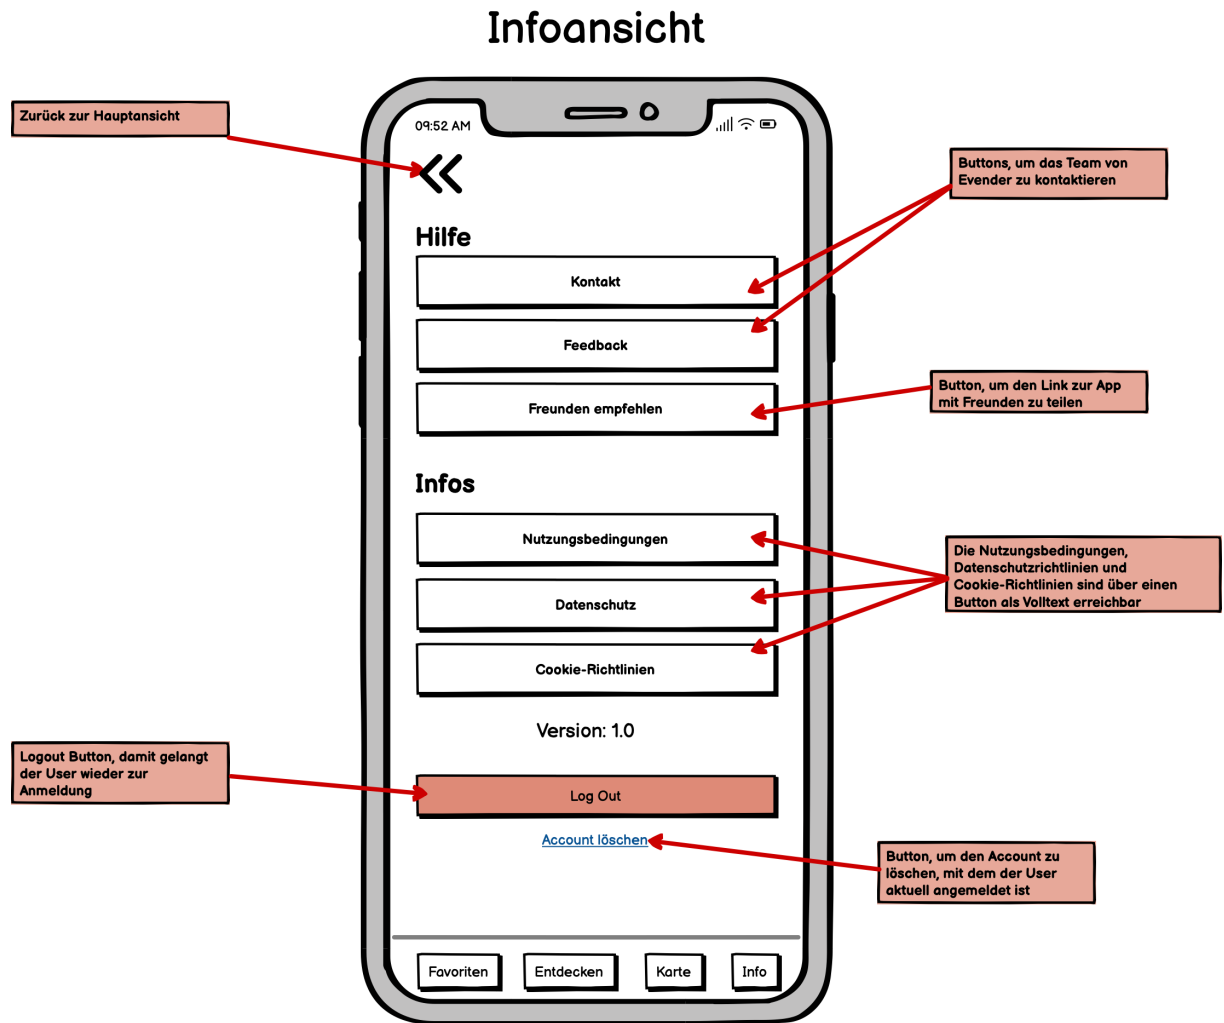 Infoansicht
Zurück zur Hauptansicht
09:52 AM
Buttons, um das Team von
Evender zu kontaktieren
Hilfe
Kontakt
Feedback
Freunden empfehlen
Button, um den Link zur App
mit Freunden zu teilen
Infos
Nutzungsbedingungen
Datenschutz
Cookie-Richtlinien
Die Nutzungsbedingungen,
Datenschutzrichtlinien und
Cookie-Richtlinien sind über einen
Button als Volltext erreichbar
Version: 1.0
Logout Button, damit gelangt
der User wieder zur
Anmeldung
Log Out
Account löschen
Button, um den Account zu
löschen, mit dem der User
aktuell angemeldet ist
Favoriten
Entdecken
Karte
Info